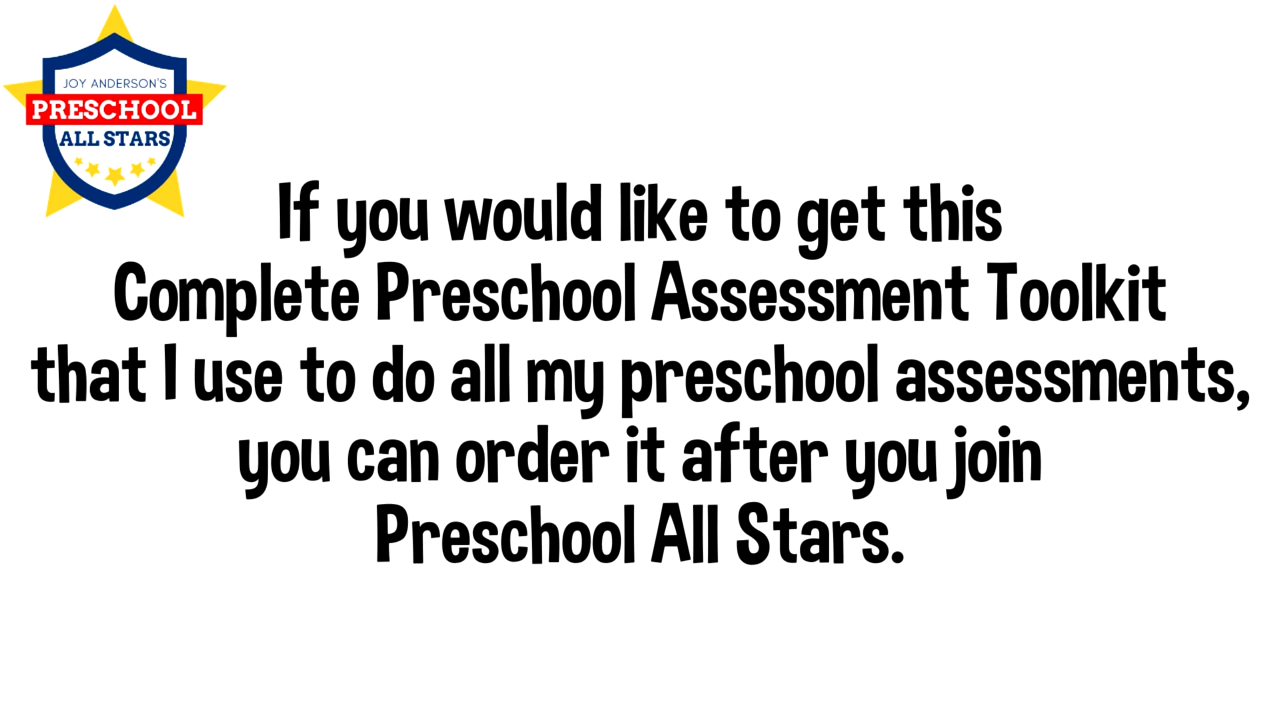 JOY ANDERSON'S
PRESCHOOL
ALL STARS
If you would like to get this
Complete Preschool Assessment Toolkit
that I use to do all my preschool assessments,
you can order it after you join
Preschool All Stars.